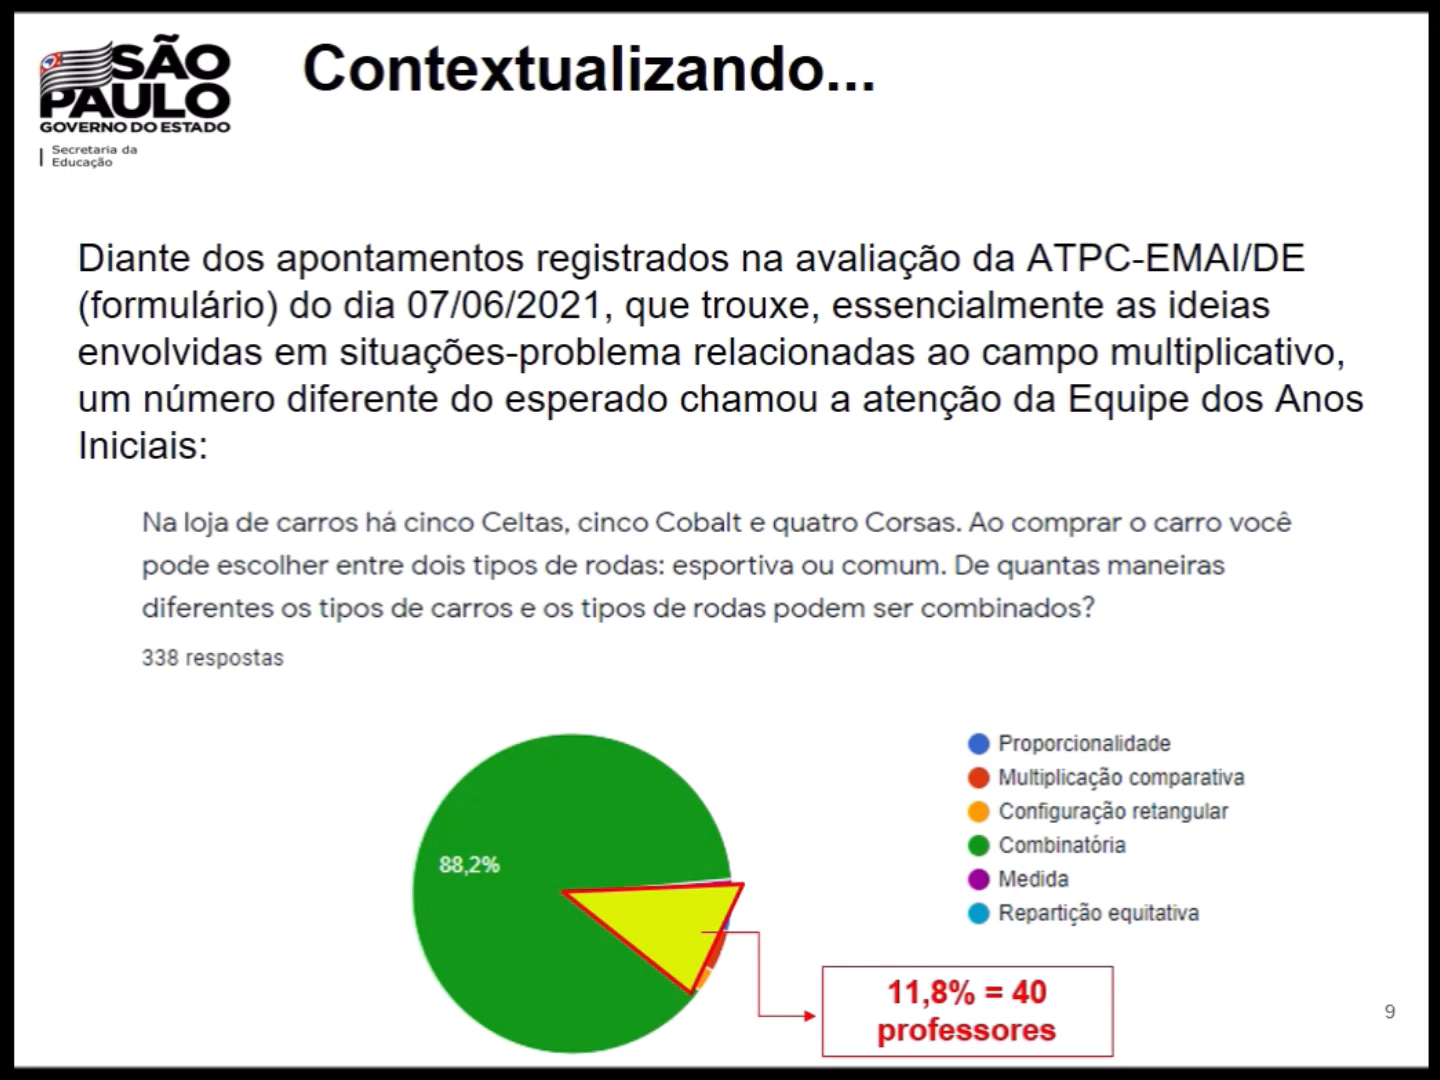 SÃO
PAULO
GOVERNO DO ESTADO
Secretaria da
Educação
Contextualizando...
Diante dos apontamentos registrados na avaliação da ATPC-EMAI/DE
(formulário) do dia 07/06/2021, que trouxe, essencialmente as ideias
envolvidas em situações-problema relacionadas ao campo multiplicativo,
um número diferente do esperado chamou a atenção da Equipe dos Anos
Iniciais:
Na loja de carros há cinco Celtas, cinco Cobalt e quatro Corsas. Ao comprar o carro você
pode escolher entre dois tipos de rodas: esportiva ou comum. De quantas maneiras
diferentes os tipos de carros e os tipos de rodas podem ser combinados?
338 respostas
88,2%
Proporcionalidade
Multiplicação comparativa
Configuração retangular
Combinatória
Medida
Repartição equitativa
11,8% = 40
professores
9